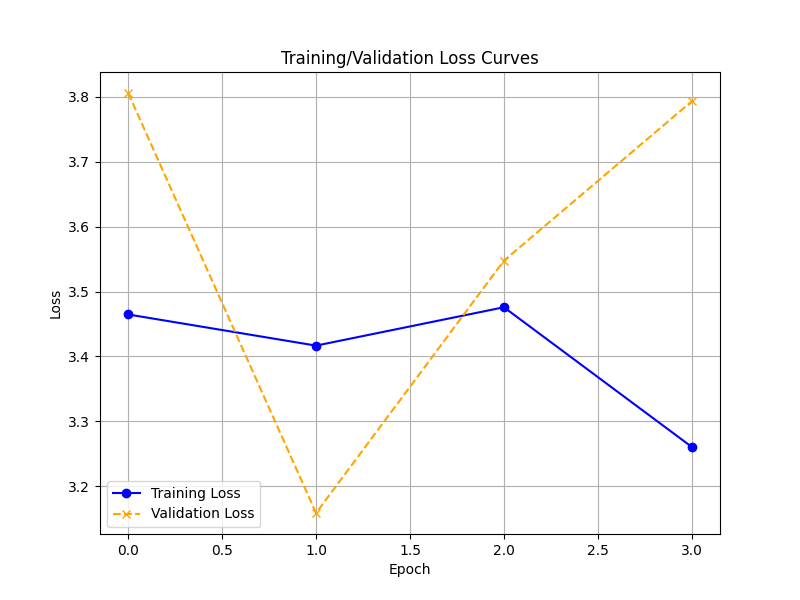 Training/Validation Loss Curves
3.8
3.7
3.6
3.5
3.4
3.3
3.2
Loss
Training Loss
Validation Loss
0.0 0.5 1.0 1.5 2.0 2.5 3.0
Epoch